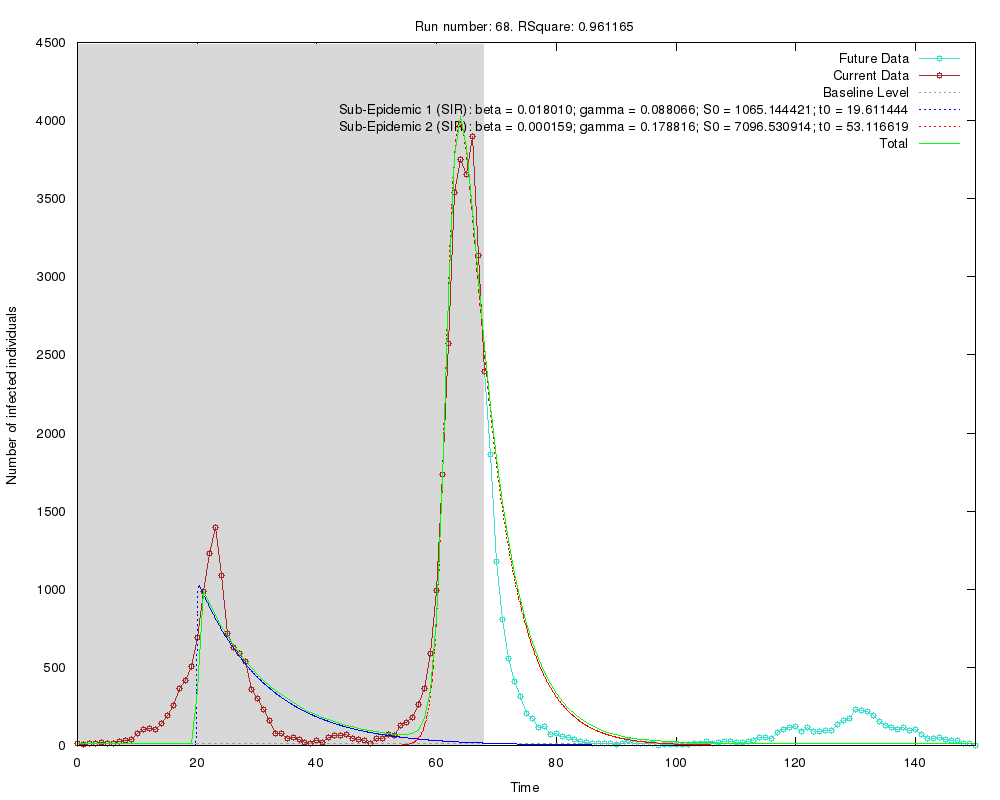 Run number: 68. RSquare: 0.961165
Future Data
Current Data
Baseline Level
Sub-Epidemic 1 (SIR): beta = 0.018010; gamma = 0.088066; S0 = 1065.144421; t0 = 19.611444
Sub-Epidemic 2 (SIR): beta = 0.000159; gamma = 0.178816; S0 = 7096.530914; t0 = 53.116619
Total
Number of infected individuals
4500
4000
3500
3000
2500
2000
1500
1000
500
0
0 20 40 60 80 100 120 140
Time